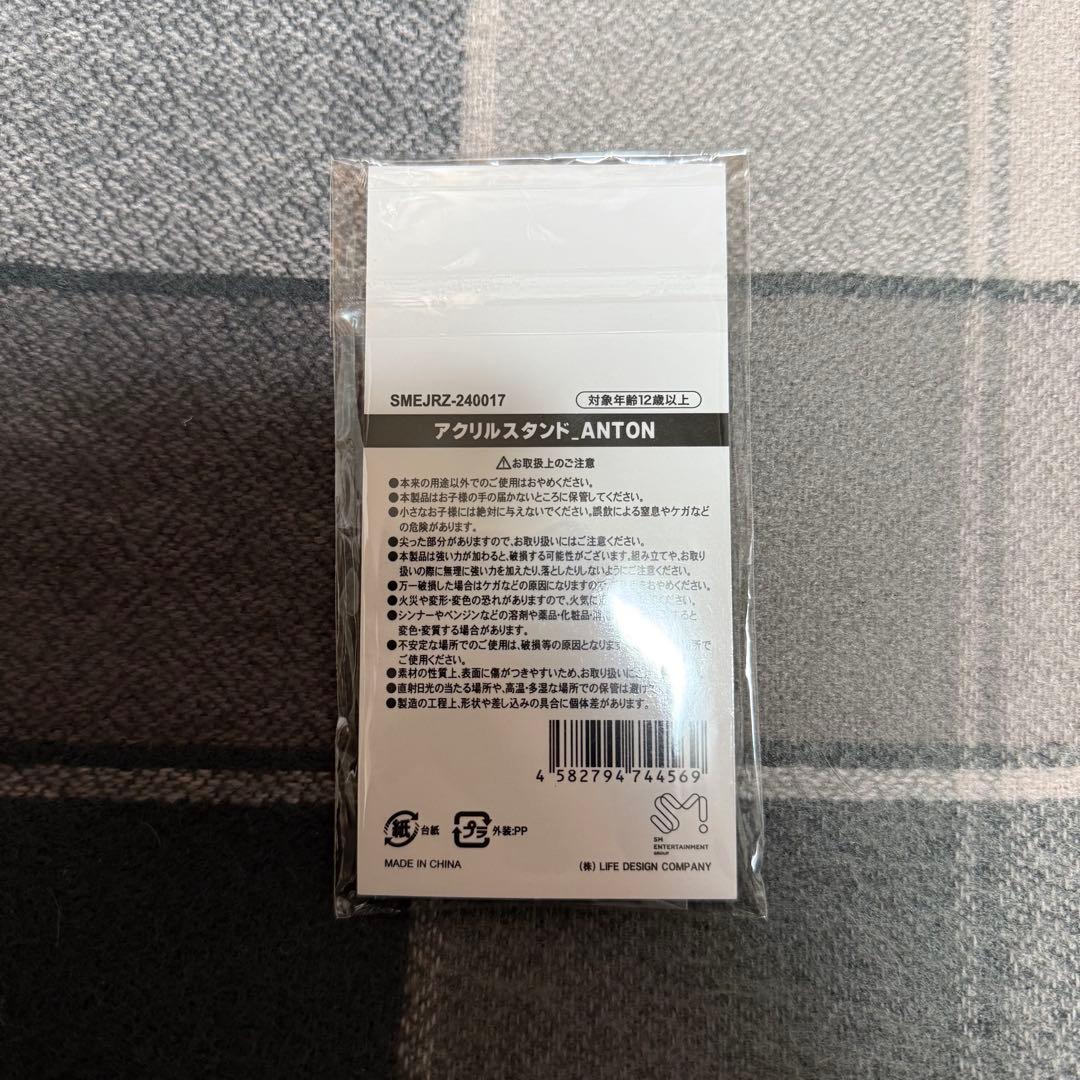 SMEJRZ-240017
対象年齢12歳以上
アクリルスタンド_ANTON
⚠お取扱上のご注意
●本来の用途以外でのご使用はおやめください。
●本製品はお子様の手の届かないところに保管してください。
●小さなお子様には絶対に与えないでください。誤飲による窒息やケガなど
の危険があります。
●尖った部分がありますので、お取り扱いにはご注意ください。
●本製品は強い力が加わると、破損する可能性がございます。組み立てや、お取り
扱いの際に無理に強い力を加えたり、落としたりしないようにご注意ください。
●万一破損した場合はケガなどの原因になりますので おやめください。
●火災や変形・変色の恐れがありますので、火気に ください。
●シンナーやベンジンなどの溶剤や薬品・化粧品・消 すると
変色・変質する場合があります。
●不安定な場所でのご使用は、破損等の原因となります 所で
ご使用ください。
●素材の性質上、表面に傷がつきやすいため、お取り扱いに
●直射日光の当たる場所や、高温・多湿な場所での保管は避け
●製造の工程上、形状や差し込みの具合に個体差があります。
4 582794 744569
紙 台紙 プラ 外装:PP
SM
SM
ENTERTAINMENT
GROUP
MADE IN CHINA
(株) LIFE DESIGN COMPANY